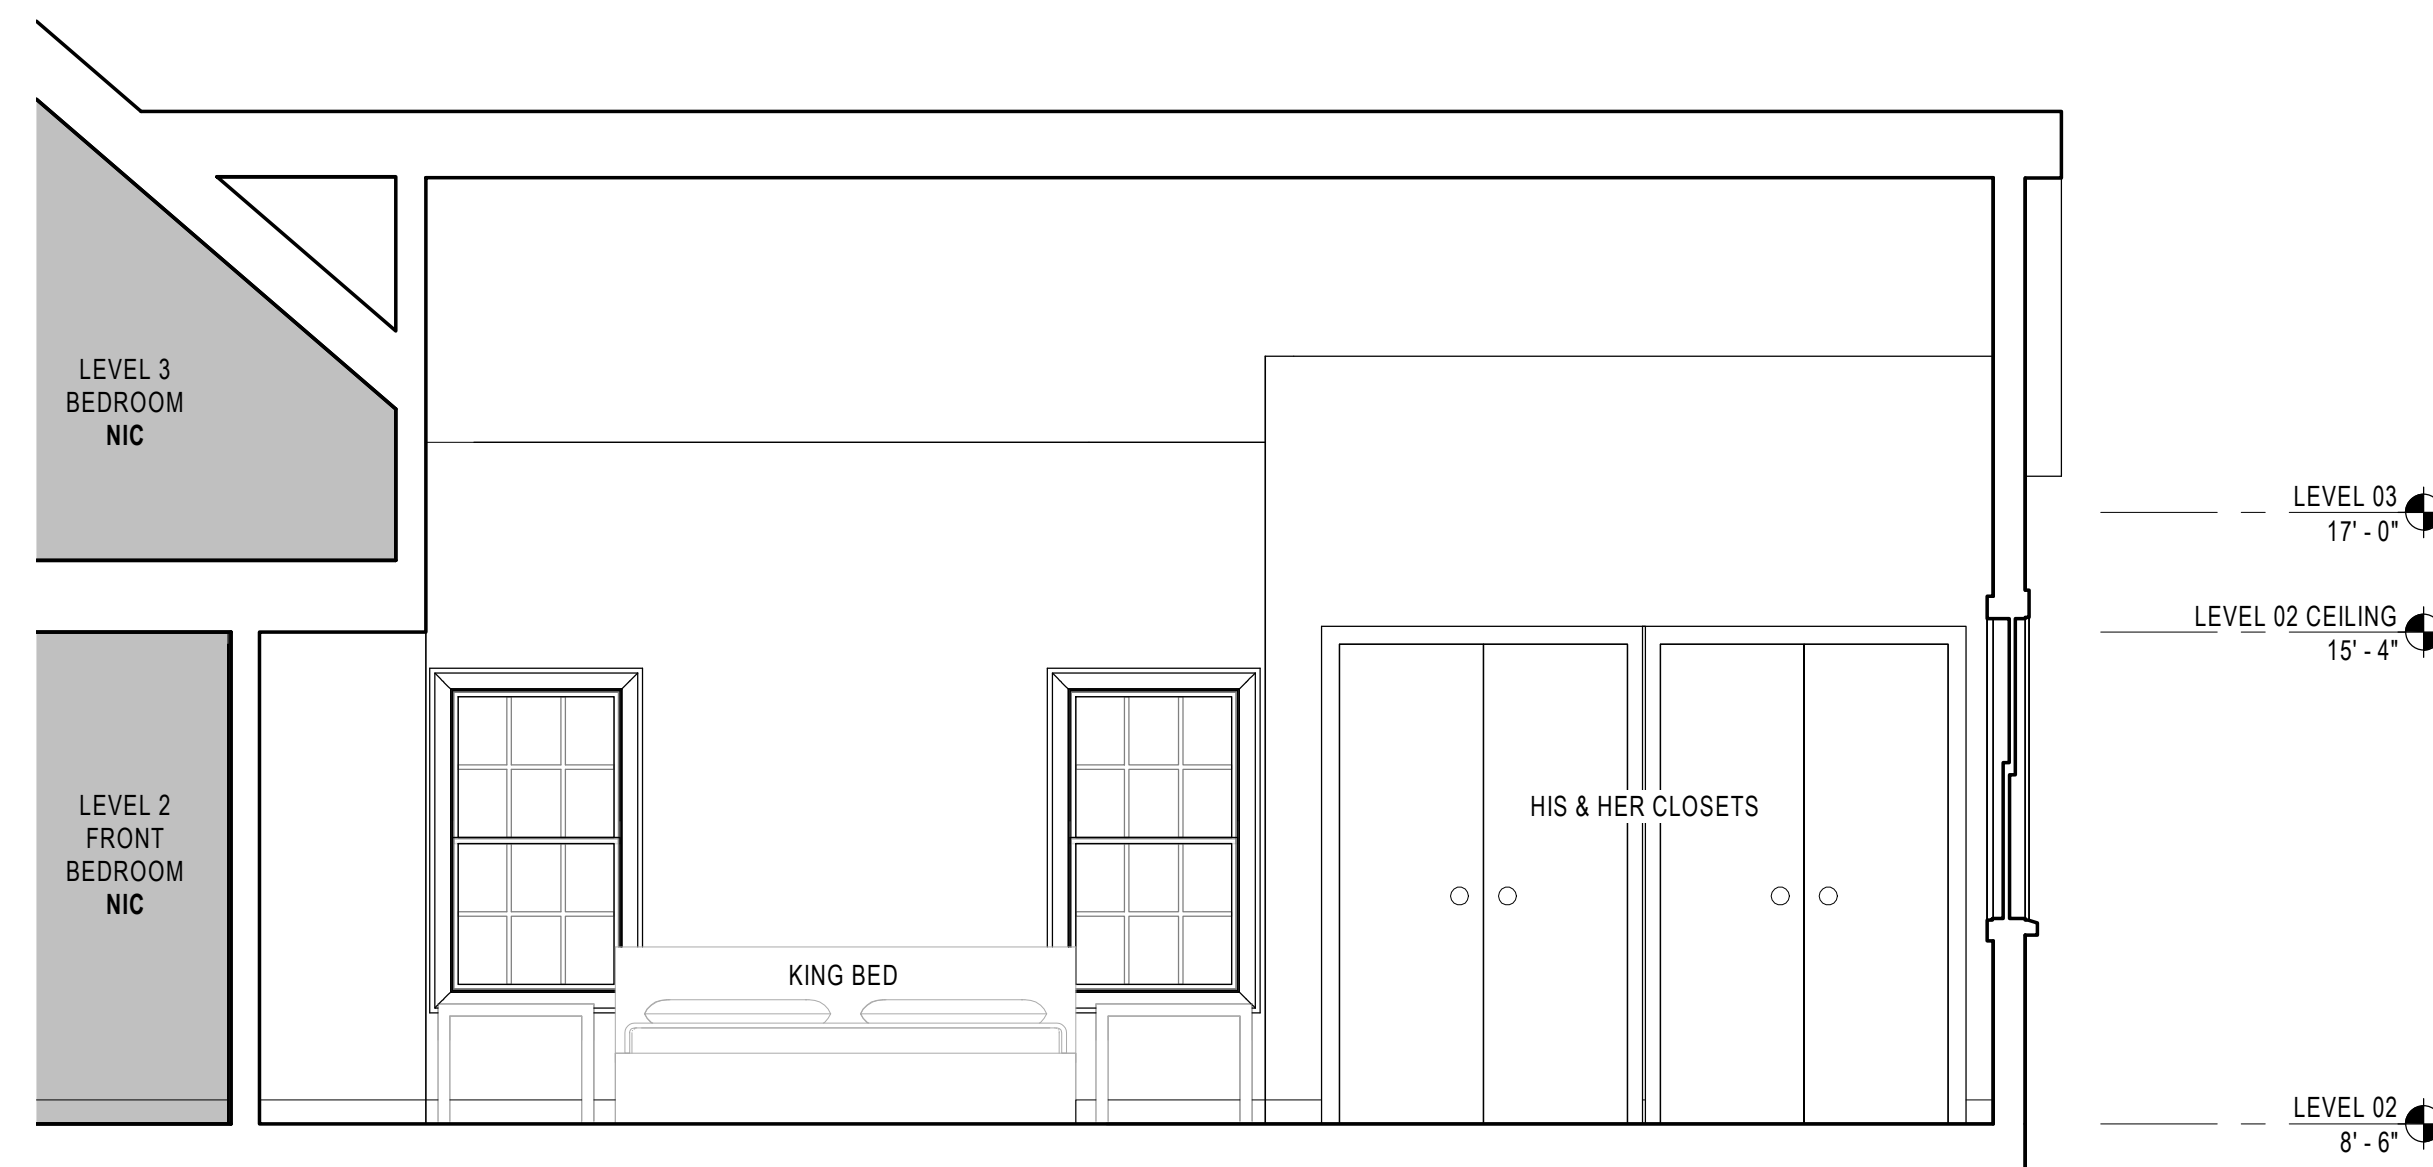 LEVEL 3
BEDROOM
NIC
LEVEL 03
17' - 0"
LEVEL 02 CEILING
15' - 4"
LEVEL 2
FRONT
BEDROOM
NIC
HIS & HER CLOSETS
KING BED
LEVEL 02
8' - 6"